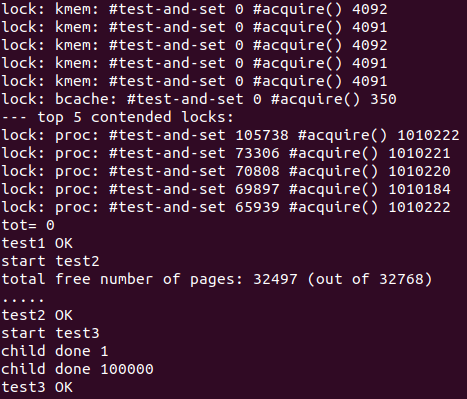 lock: kmem: #test-and-set 0 #acquire() 4092
lock: kmem: #test-and-set 0 #acquire() 4091
lock: kmem: #test-and-set 0 #acquire() 4092
lock: kmem: #test-and-set 0 #acquire() 4091
lock: kmem: #test-and-set 0 #acquire() 4091
lock: bcache: #test-and-set 0 #acquire() 350
--- top 5 contended locks:
lock: proc: #test-and-set 105738 #acquire() 1010222
lock: proc: #test-and-set 73306 #acquire() 1010221
lock: proc: #test-and-set 70808 #acquire() 1010220
lock: proc: #test-and-set 69897 #acquire() 1010184
lock: proc: #test-and-set 65939 #acquire() 1010222
tot= 0
test1 OK
start test2
total free number of pages: 32497 (out of 32768)
.....
test2 OK
start test3
child done 1
child done 100000
test3 OK